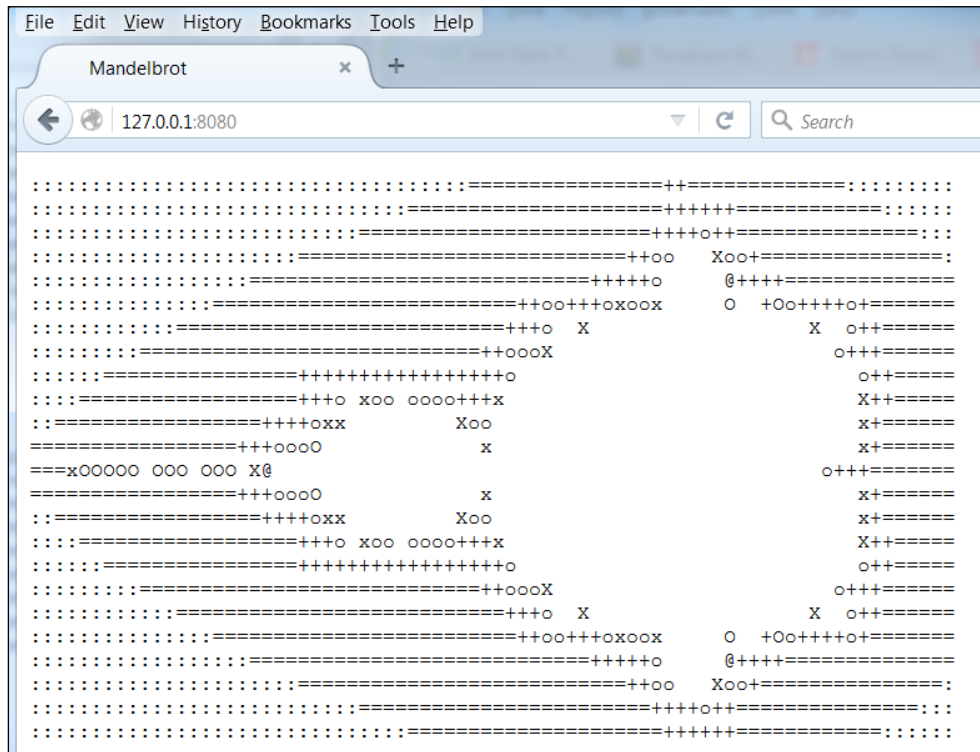 File Edit View History Bookmarks Tools Help
Mandelbrot × +
127.0.0.1:8080 Search
::::::::::::::::::::::::::::::::::::================++=============:::::::::
:::::::::::::::::::::::::::::::=====================++++++============::::::
:::::::::::::::::::::::::::========================++++o++===============:::
::::::::::::::::::::::===========================++oo   Xoo+===============:
::::::::::::::::::============================+++++o     @++++==============
:::::::::::::::=========================++oo+++oxoox     O  +Oo++++o+=======
::::::::::::===========================+++o  X                  X  o++======
:::::::::============================++oooX                       o+++======
::::::================+++++++++++++++++o                            o++=====
::::==================+++o xoo oooo+++x                             X++=====
::=================++++oxx         Xoo                              x+======
=================+++oooO             x                              x+======
===xOOOOO OOO OOO X@                                             o+++=======
=================+++oooO             x                              x+======
::=================++++oxx         Xoo                              x+======
::::==================+++o xoo oooo+++x                             X++=====
::::::================+++++++++++++++++o                            o++=====
:::::::::============================++oooX                       o+++======
::::::::::::===========================+++o  X                  X  o++======
:::::::::::::::=========================++oo+++oxoox     O  +Oo++++o+=======
::::::::::::::::::============================+++++o     @++++==============
::::::::::::::::::::::===========================++oo   Xoo+===============:
:::::::::::::::::::::::::::========================++++o++===============:::
:::::::::::::::::::::::::::::::=====================++++++============::::::